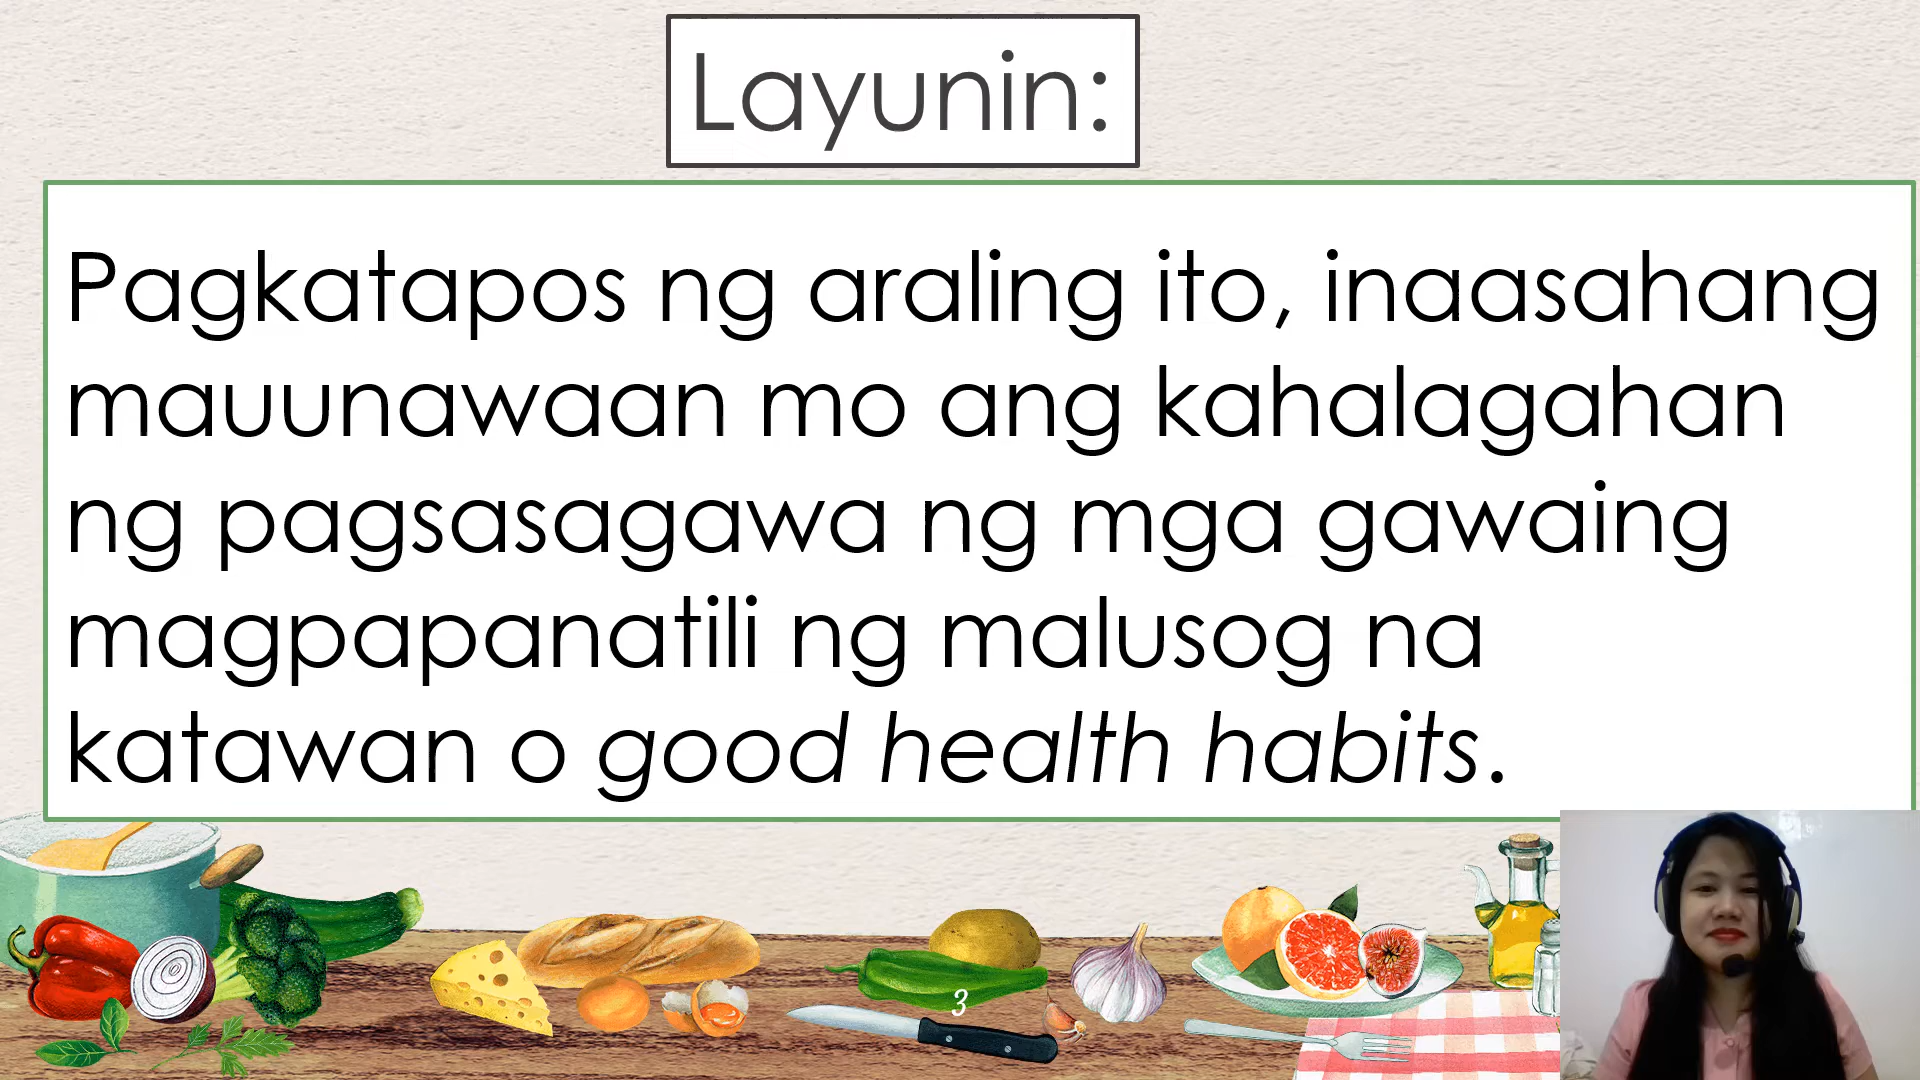 Layunin:
Pagkatapos ng araling ito, inaasahang
mauunawaan mo ang kahalagahan
ng pagsasagawa ng mga gawaing
magpapanatili ng malusog na
katawan o good health habits.
3